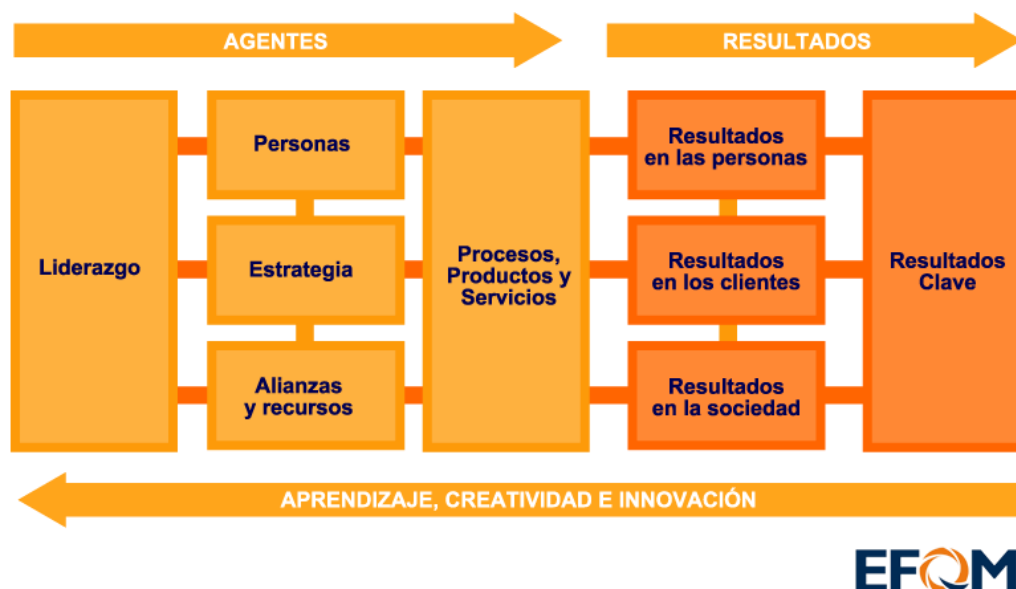 AGENTES
RESULTADOS
Liderazgo
Personas
Estrategia
Alianzas
y recursos
Procesos,
Productos y
Servicios
Resultados
en las personas
Resultados
en los clientes
Resultados
en la sociedad
Resultados
Clave
APRENDIZAJE, CREATIVIDAD E INNOVACIÓN
EFQM